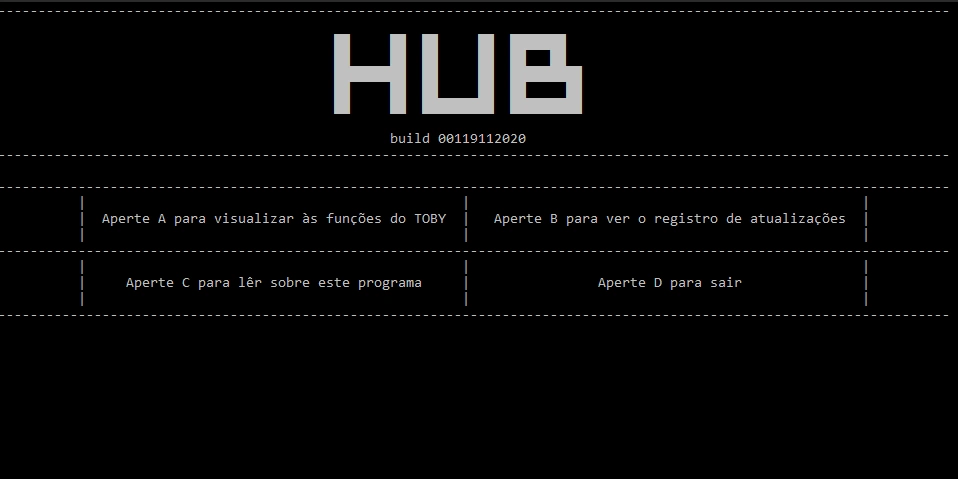 HUB
build 00119112020
Aperte A para visualizar às funções do TOBY
Aperte B para ver o registro de atualizações
Aperte C para lêr sobre este programa
Aperte D para sair